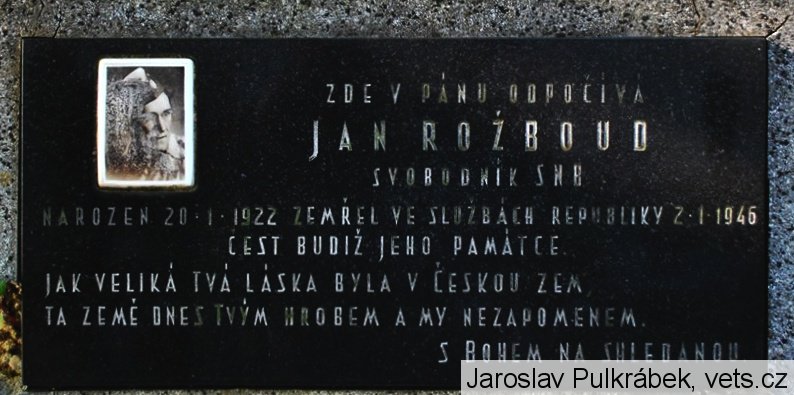 ZDE V PÁNU ODPOČÍVÁ
JAN ROŽBOUD
SVOBODNÍK SNB
NAROZEN 20·1·1922 ZEMŘEL VE SLUŽBÁCH REPUBLIKY 2·1·1946
ČEST BUDIŽ JEHO PAMÁTCE.
JAK VELIKÁ TVÁ LÁSKA BYLA V ČESKOU ZEM,
TA ZEMĚ DNES TVÝM HROBEM A MY NEZAPOMENEM.
S BOHEM NA SHLEDANOU
Jaroslav Pulkrábek, vets.cz